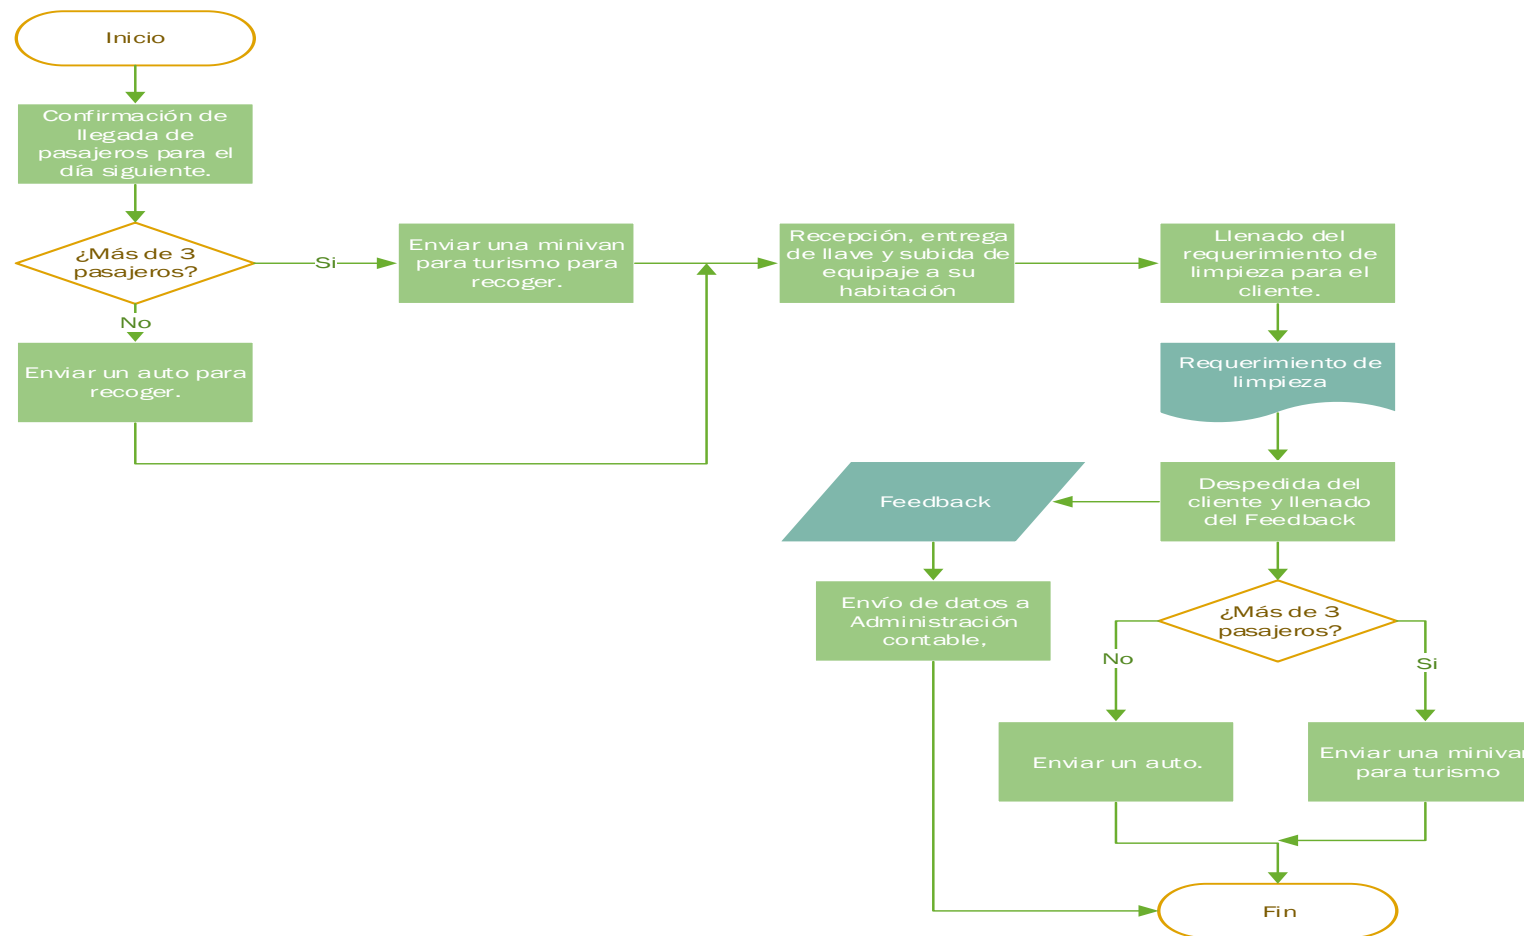 Inicio
Confirmación de
llegada de
pasajeros para el
día siguiente.
¿Más de 3
pasajeros?
Si
No
Enviar un auto para
recoger.
Enviar una minivan
para turismo para
recoger.
Recepción, entrega
de llave y subida de
equipaje a su
habitación
Llenado del
requerimiento de
limpieza para el
cliente.
Requerimiento de
limpieza
Despedida del
cliente y llenado
del Feedback
Feedback
Envío de datos a
Administración
contable,
¿Más de 3
pasajeros?
No
Si
Enviar un auto.
Enviar una minivan
para turismo
Fin